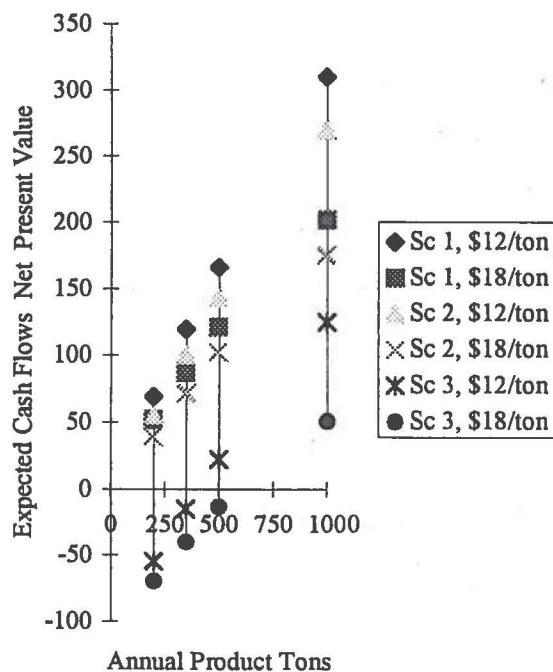 Expected Cash Flows Net Present Value
350
300
250
200
150
100
50
0
-50
-100
0
250
500
750
1000
Annual Product Tons
Sc 1, $12/ton
Sc 1, $18/ton
Sc 2, $12/ton
Sc 2, $18/ton
Sc 3, $12/ton
Sc 3, $18/ton